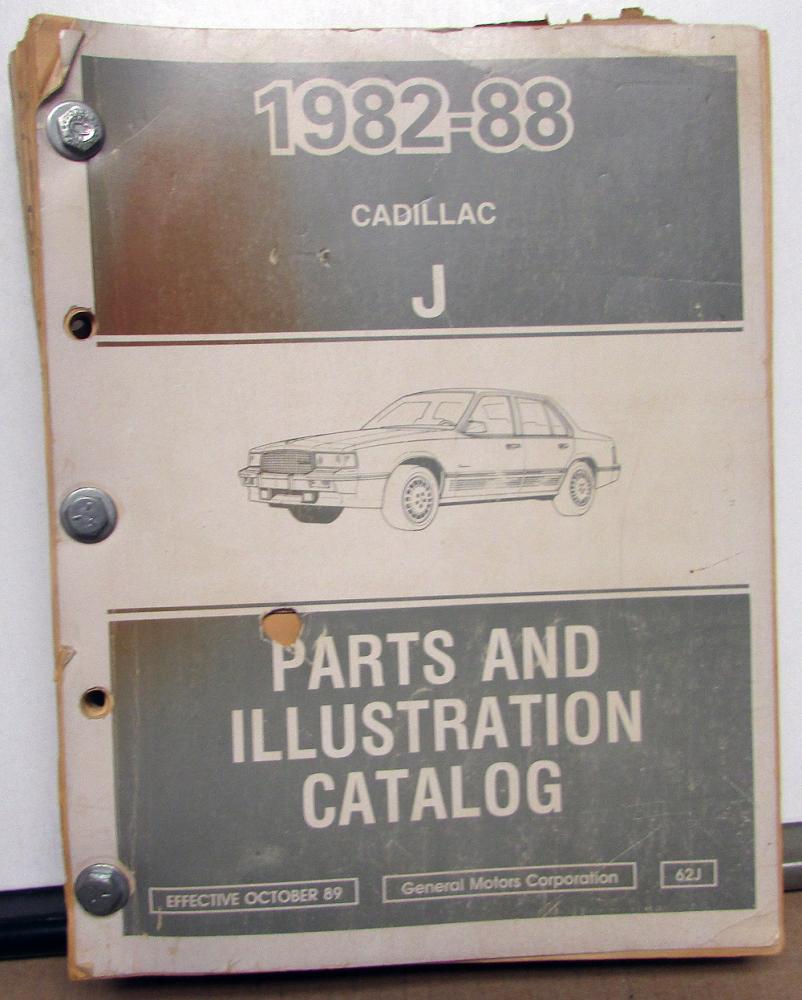 1982-88
CADILLAC
J
PARTS AND
ILLUSTRATION
CATALOG
EFFECTIVE OCTOBER 89
General Motors Corporation
62J